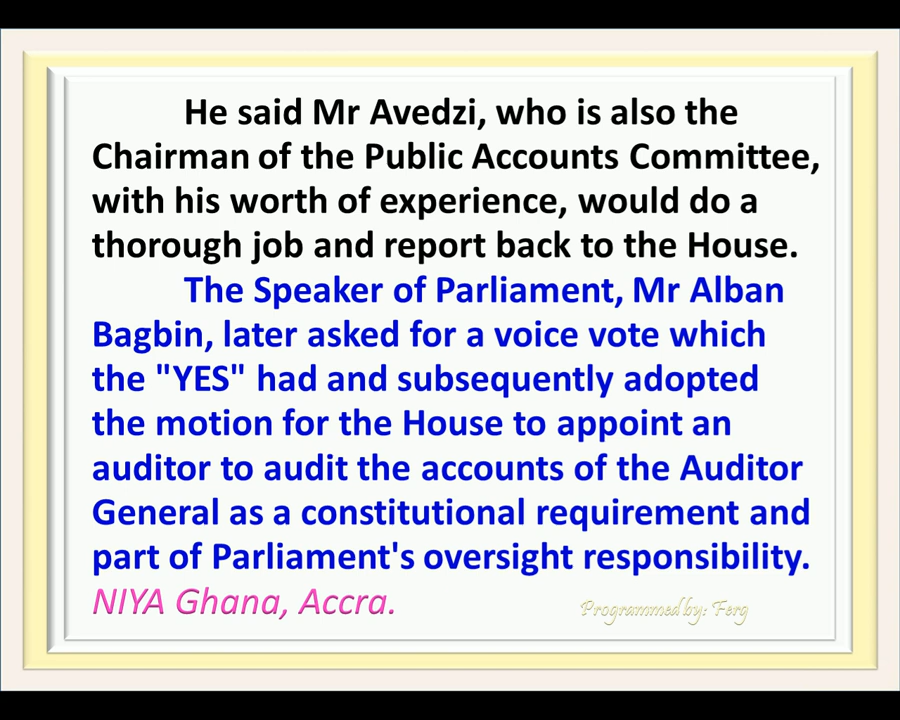 He said Mr Avedzi, who is also the
Chairman of the Public Accounts Committee,
with his worth of experience, would do a
thorough job and report back to the House.
The Speaker of Parliament, Mr Alban
Bagbin, later asked for a voice vote which
the "YES" had and subsequently adopted
the motion for the House to appoint an
auditor to audit the accounts of the Auditor
General as a constitutional requirement and
part of Parliament's oversight responsibility.
NIYA Ghana, Accra.
Programmed by: Ferg